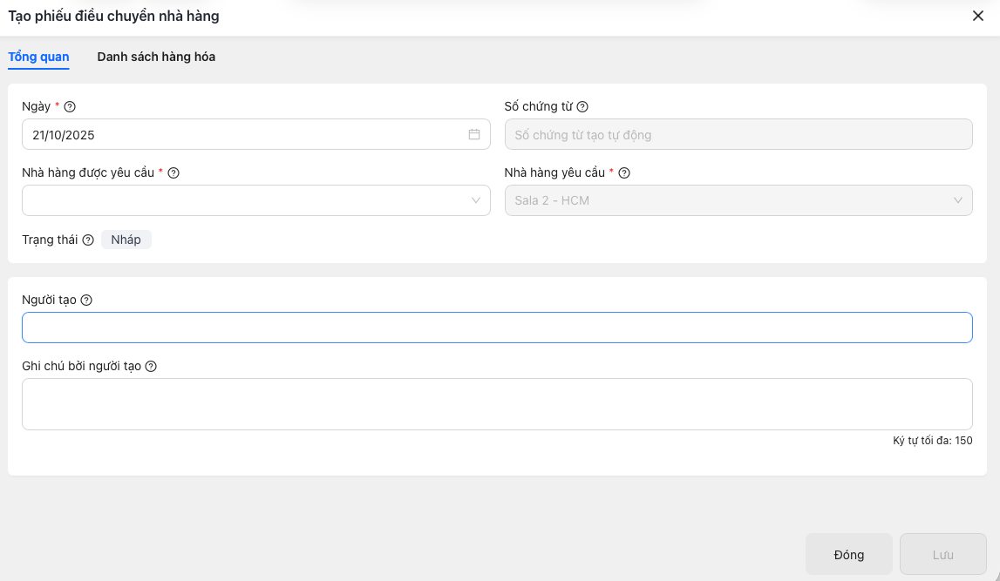 Tạo phiếu điều chuyển nhà hàng
Tổng quan Danh sách hàng hóa
Ngày * Số chứng từ
21/10/2025 Số chứng từ tạo tự động
Nhà hàng được yêu cầu * Nhà hàng yêu cầu *
Sala 2 - HCM
Trạng thái Nháp
Người tạo
Ghi chú bởi người tạo
Ký tự tối đa: 150
Đóng Lưu